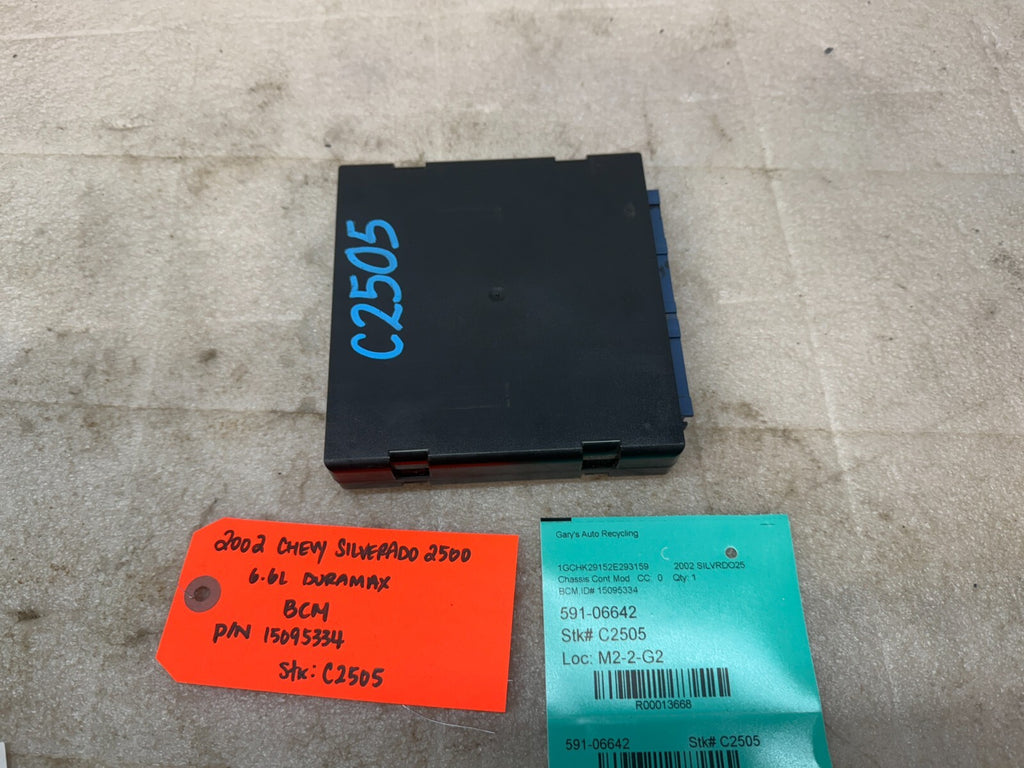 C2505
2002 CHEVY SILVERADO 2500
6.6L DURAMAX
BCM
P/N 15095334
Stk: C2505
Gary's Auto Recycling
1GCHK29152E293159 2002 SILVRDO25
Chassis Cont Mod CC: 0 Qty: 1
BCM,ID# 15095334
591-06642
Stk# C2505
Loc: M2-2-G2
R00013668
591-06642 Stk# C2505